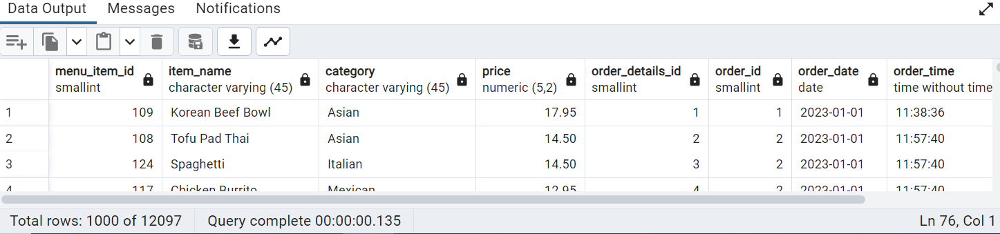 Data Output Messages Notifications
menu_item_id item_name category price order_details_id order_id order_date order_time
smallint character varying (45) character varying (45) numeric (5,2) smallint smallint date time without time
1 109 Korean Beef Bowl Asian 17.95 1 1 2023-01-01 11:38:36
2 108 Tofu Pad Thai Asian 14.50 2 2 2023-01-01 11:57:40
3 124 Spaghetti Italian 14.50 3 2 2023-01-01 11:57:40
4 117 Chicken Burrito Mexican 12.95 4 2 2023-01-01 11:57:40
Total rows: 1000 of 12097 Query complete 00:00:00.135 Ln 76, Col 1